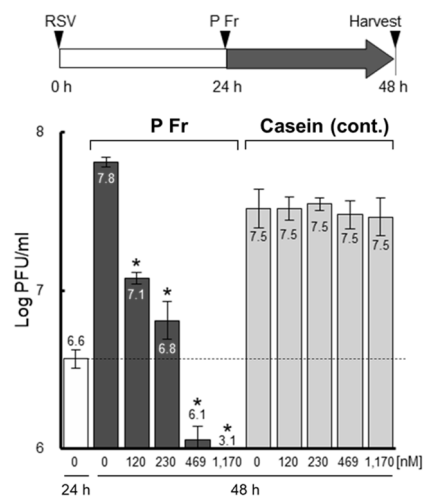 RSV P Fr Harvest
0 h 24 h 48 h
P Fr Casein (cont.)
Log PFU/ml
8
7
6
6.6
7.8
7.1
6.8
6.1
3.1
7.5 7.5 7.5 7.5 7.5
* * * *
0 0 120 230 469 1,170 0 120 230 469 1,170 [nM]
24 h 48 h